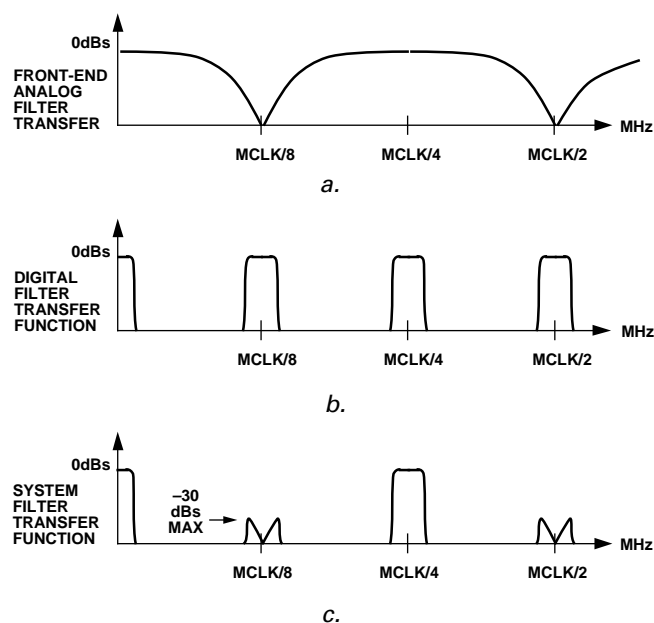 0dBs
FRONT-END
ANALOG
FILTER
TRANSFER
MHz
MCLK/8 MCLK/4 MCLK/2
a.
0dBs
DIGITAL
FILTER
TRANSFER
FUNCTION
MHz
MCLK/8 MCLK/4 MCLK/2
b.
0dBs
SYSTEM
FILTER
TRANSFER
FUNCTION
–30
dBs
MAX
MHz
MCLK/8 MCLK/4 MCLK/2
c.